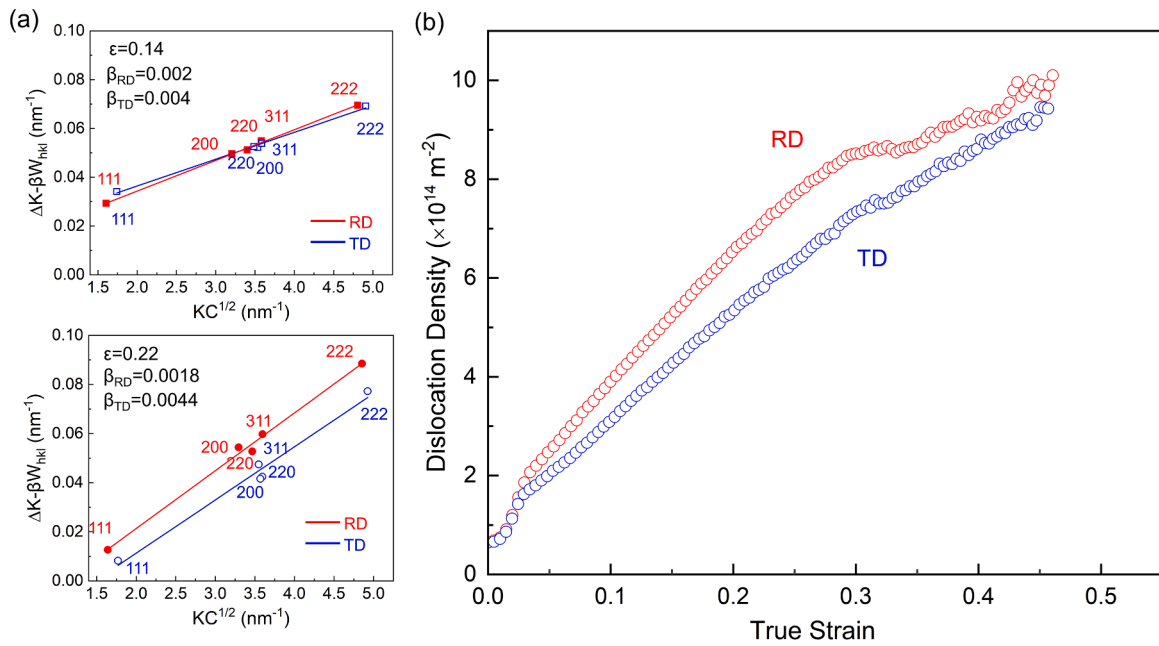 (a)
ΔK-βW_hkl (nm⁻¹)
0.10
0.08
0.06
0.04
0.02
0.00
ε=0.14
β_RD=0.002
β_TD=0.004
111
111
200
220
311
220
311
200
222
222
RD
TD
1.5 2.0 2.5 3.0 3.5 4.0 4.5 5.0
KC^1/2 (nm⁻¹)
ΔK-βW_hkl (nm⁻¹)
0.10
0.08
0.06
0.04
0.02
0.00
ε=0.22
β_RD=0.0018
β_TD=0.0044
111
111
200
220
311
311
220
200
222
222
RD
TD
1.5 2.0 2.5 3.0 3.5 4.0 4.5 5.0
KC^1/2 (nm⁻¹)
(b)
Dislocation Density (×10¹⁴ m⁻²)
10
8
6
4
2
0
RD
TD
0.0 0.1 0.2 0.3 0.4 0.5
True Strain